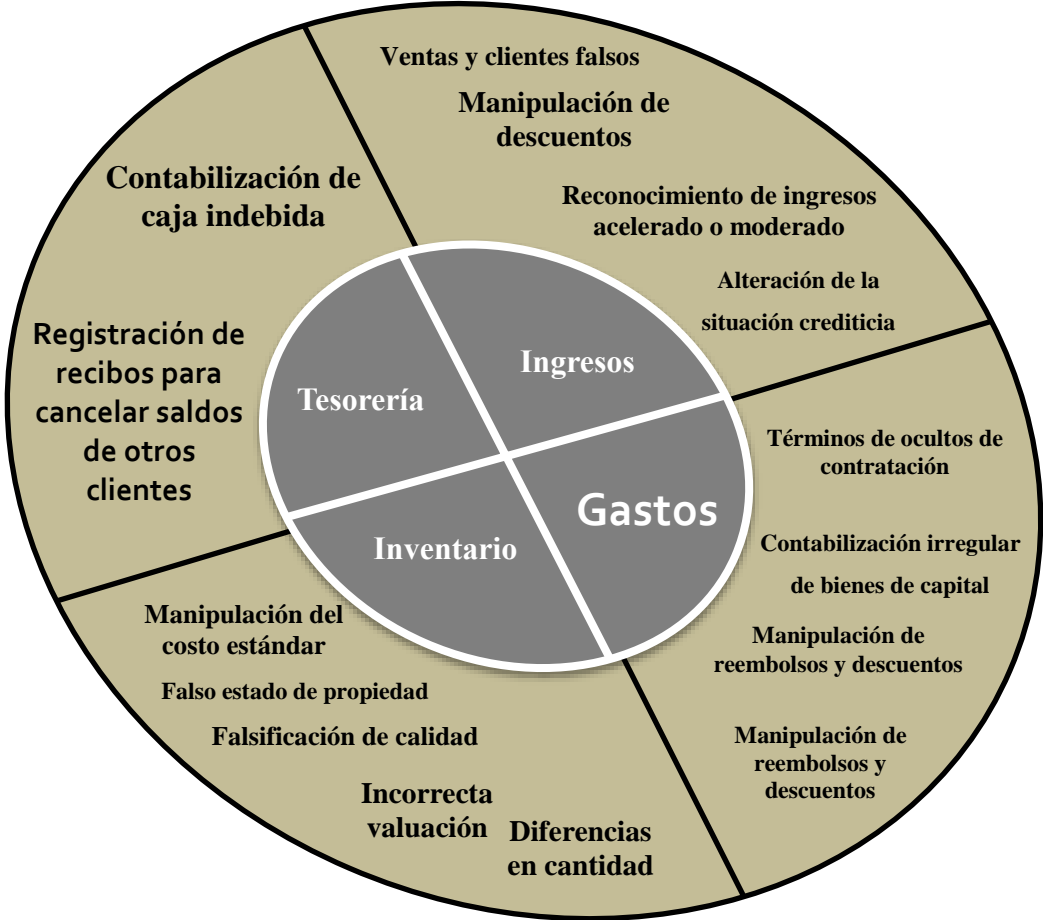 Ventas y clientes falsos
Manipulación de
descuentos
Reconocimiento de ingresos
acelerado o moderado
Alteración de la
situación crediticia
Contabilización de
caja indebida
Registración de
recibos para
cancelar saldos
de otros
clientes
Tesorería
Ingresos
Gastos
Inventario
Términos de ocultos de
contratación
Contabilización irregular
de bienes de capital
Manipulación de
reembolsos y descuentos
Manipulación de
reembolsos y
descuentos
Manipulación del
costo estándar
Falso estado de propiedad
Falsificación de calidad
Incorrecta
valuación
Diferencias
en cantidad